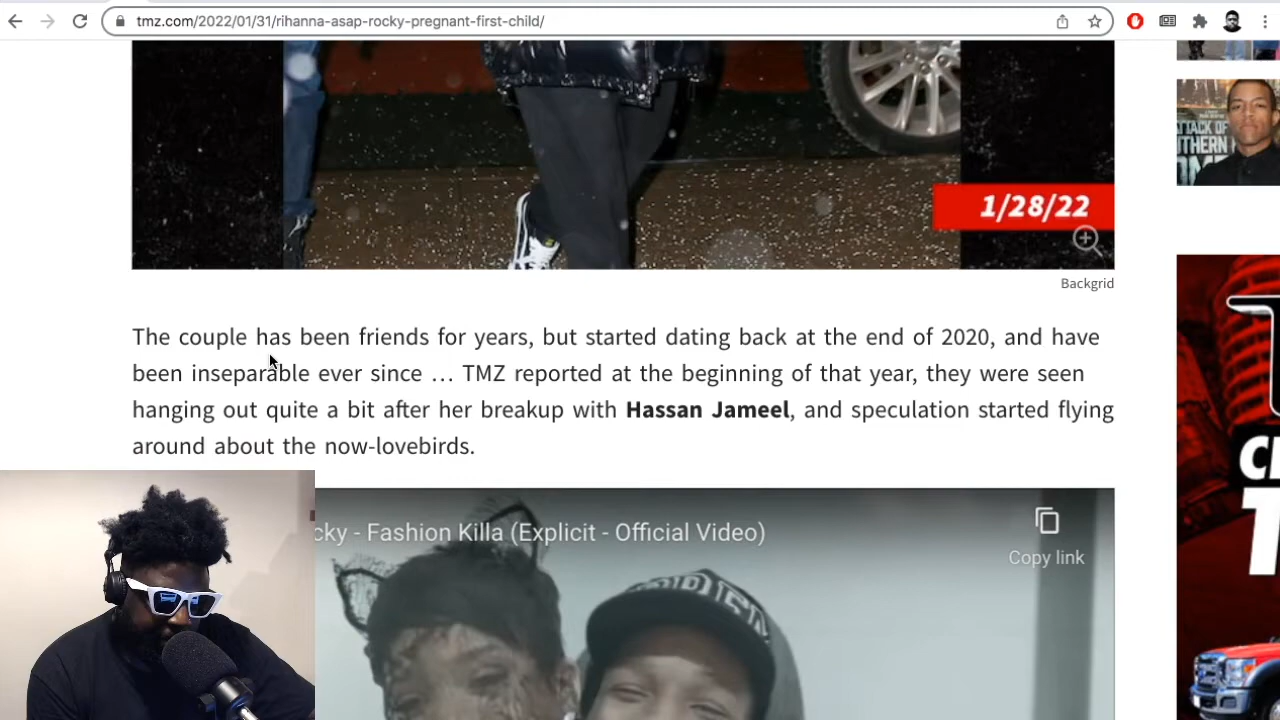 tmz.com/2022/01/31/rihanna-asap-rocky-pregnant-first-child/
ATTACK OF
1/28/22
Backgrid
The couple has been friends for years, but started dating back at the end of 2020, and have
been inseparable ever since … TMZ reported at the beginning of that year, they were seen
hanging out quite a bit after her breakup with Hassan Jameel, and speculation started flying
around about the now-lovebirds.
cky - Fashion Killa (Explicit - Official Video)
Copy link